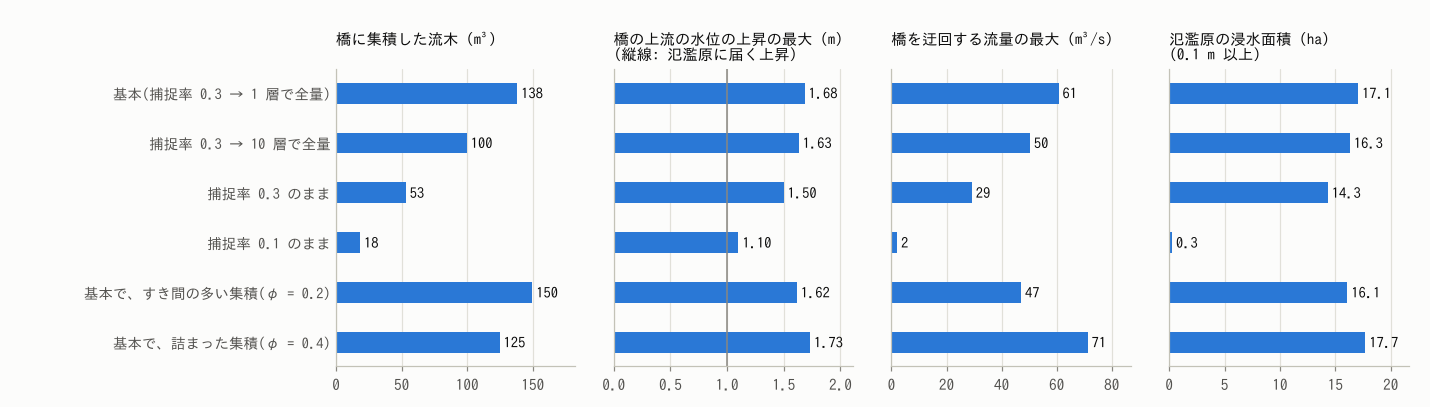 橋に集積した流木 (m³)
橋の上流の水位の上昇の最大 (m)
(縦線: 氾濫原に届く上昇)
橋を迂回する流量の最大 (m³/s)
氾濫原の浸水面積 (ha)
(0.1 m 以上)
基本(捕捉率 0.3 → 1 層で全量) 138 1.68 61 17.1
捕捉率 0.3 → 10 層で全量 100 1.63 50 16.3
捕捉率 0.3 のまま 53 1.50 29 14.3
捕捉率 0.1 のまま 18 1.10 2 0.3
基本で、すき間の多い集積(φ = 0.2) 150 1.62 47 16.1
基本で、詰まった集積(φ = 0.4) 125 1.73 71 17.7
0 50 100 150
0.0 0.5 1.0 1.5 2.0
0 20 40 60 80
0 5 10 15 20